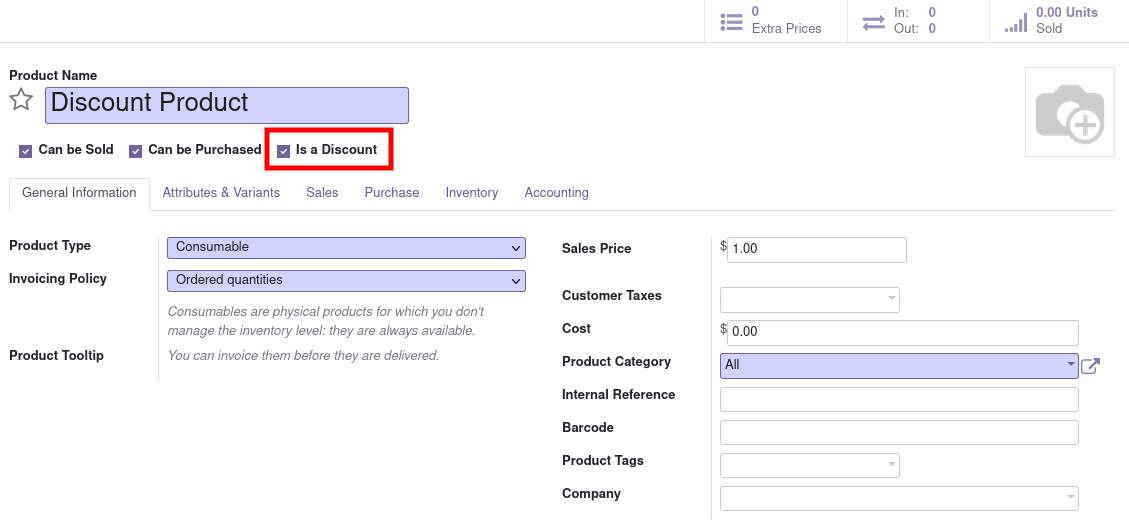 0
Extra Prices
In: 0
Out: 0
0.00 Units
Sold
Product Name
Discount Product
Can be Sold Can be Purchased Is a Discount
General Information Attributes & Variants Sales Purchase Inventory Accounting
Product Type Consumable
Invoicing Policy Ordered quantities
Consumables are physical products for which you don't
manage the inventory level: they are always available.
Product Tooltip You can invoice them before they are delivered.
Sales Price $ 1.00
Customer Taxes
Cost $ 0.00
Product Category All
Internal Reference
Barcode
Product Tags
Company